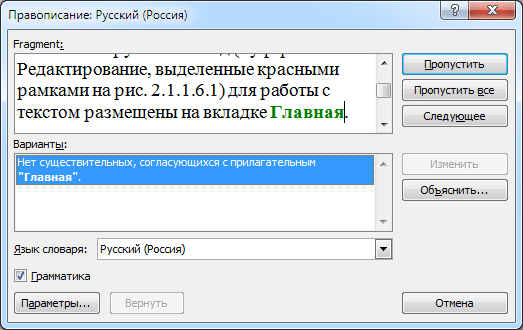 Правописание: Русский (Россия)
Fragment:
Редактирование, выделенные красными
рамками на рис. 2.1.1.6.1) для работы с
текстом размещены на вкладке Главная.
Пропустить
Пропустить все
Следующее
Варианты:
Нет существительных, согласующихся с прилагательным
"Главная".
Изменить
Объяснить...
Язык словаря: Русский (Россия)
Грамматика
Параметры... Вернуть Отмена